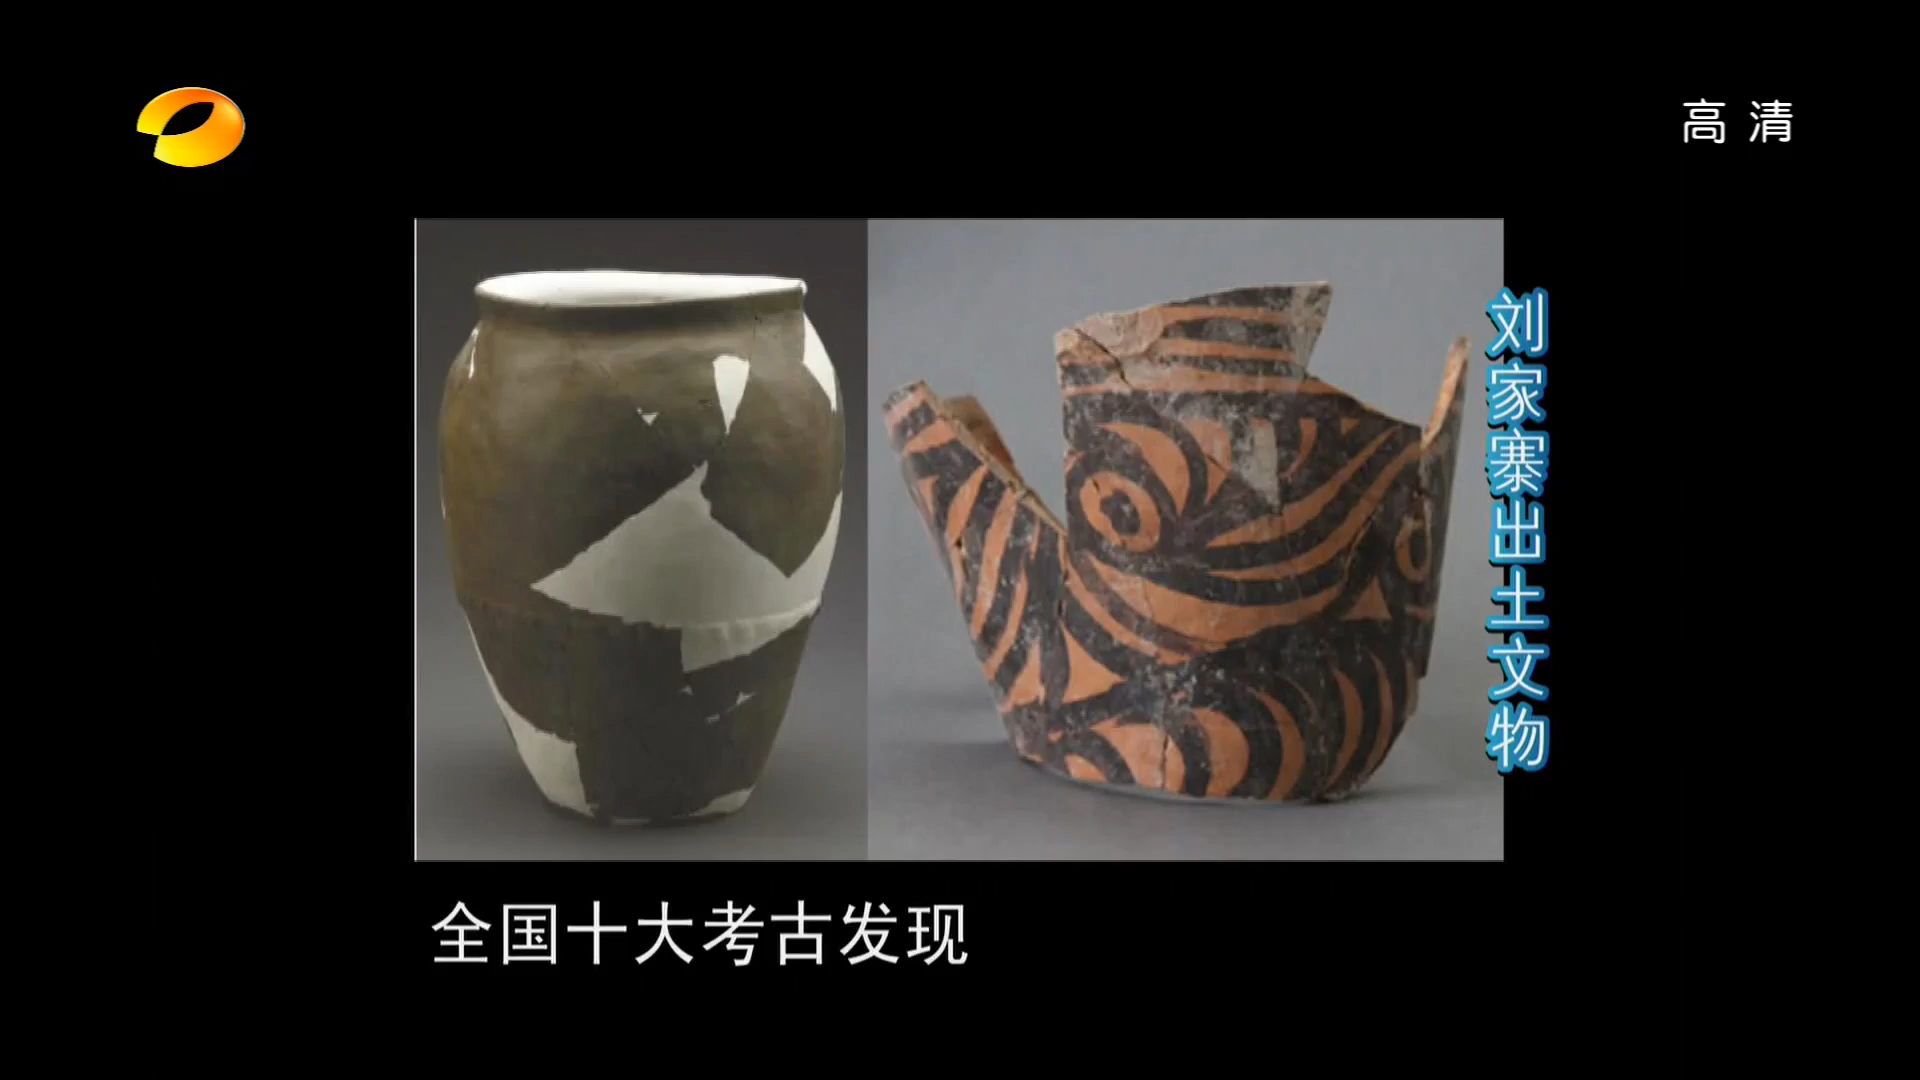 高清
刘家寨出土文物
全国十大考古发现